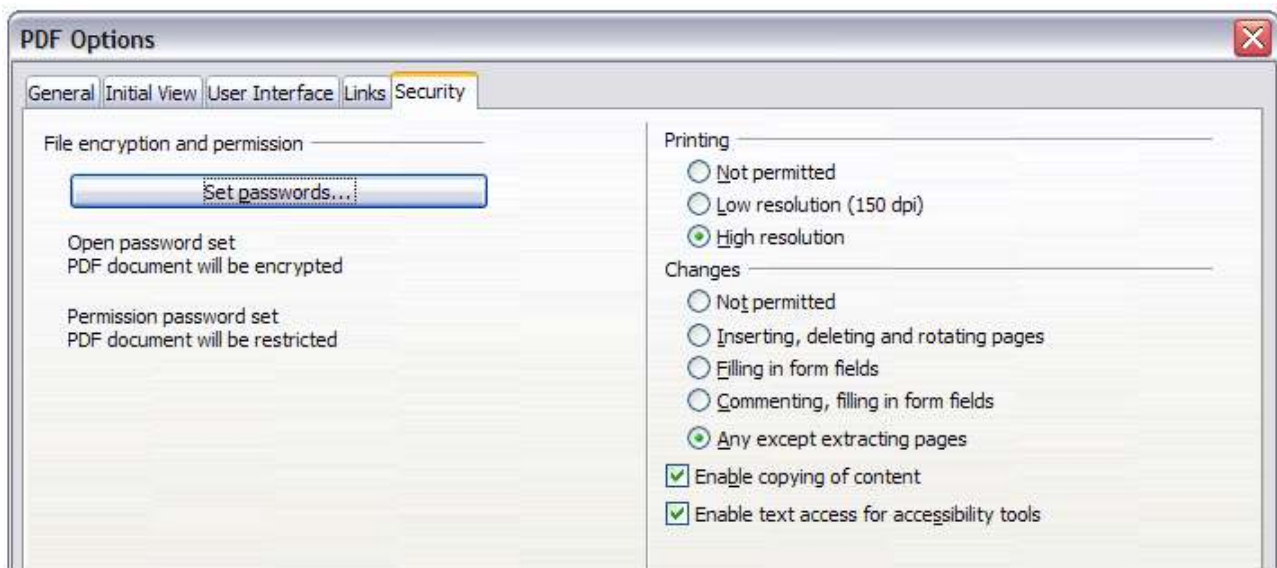 PDF Options
General Initial View User Interface Links Security
File encryption and permission
Set passwords...
Open password set
PDF document will be encrypted
Permission password set
PDF document will be restricted
Printing
Not permitted
Low resolution (150 dpi)
High resolution
Changes
Not permitted
Inserting, deleting and rotating pages
Filling in form fields
Commenting, filling in form fields
Any except extracting pages
Enable copying of content
Enable text access for accessibility tools